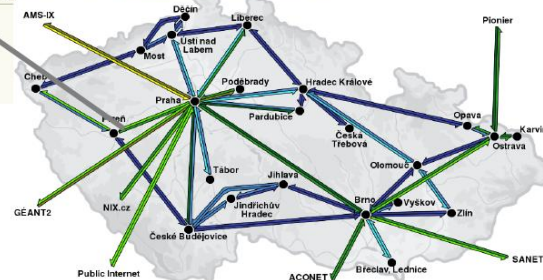 AMS-IX
Děčín
Liberec
Pionier
Ústí nad
Labem
Most
Cheb
Poděbrady
Hradec Králové
Praha
Pardubice
Opava
Česká
Třebová
Ostrava
Olomouc
Tábor
Jihlava
Jindřichův
Hradec
Brno
Vyškov
Zlín
GÉANT2
NIX.cz
České Budějovice
Public Internet
Břeclav, Lednice
SANET
ACONET